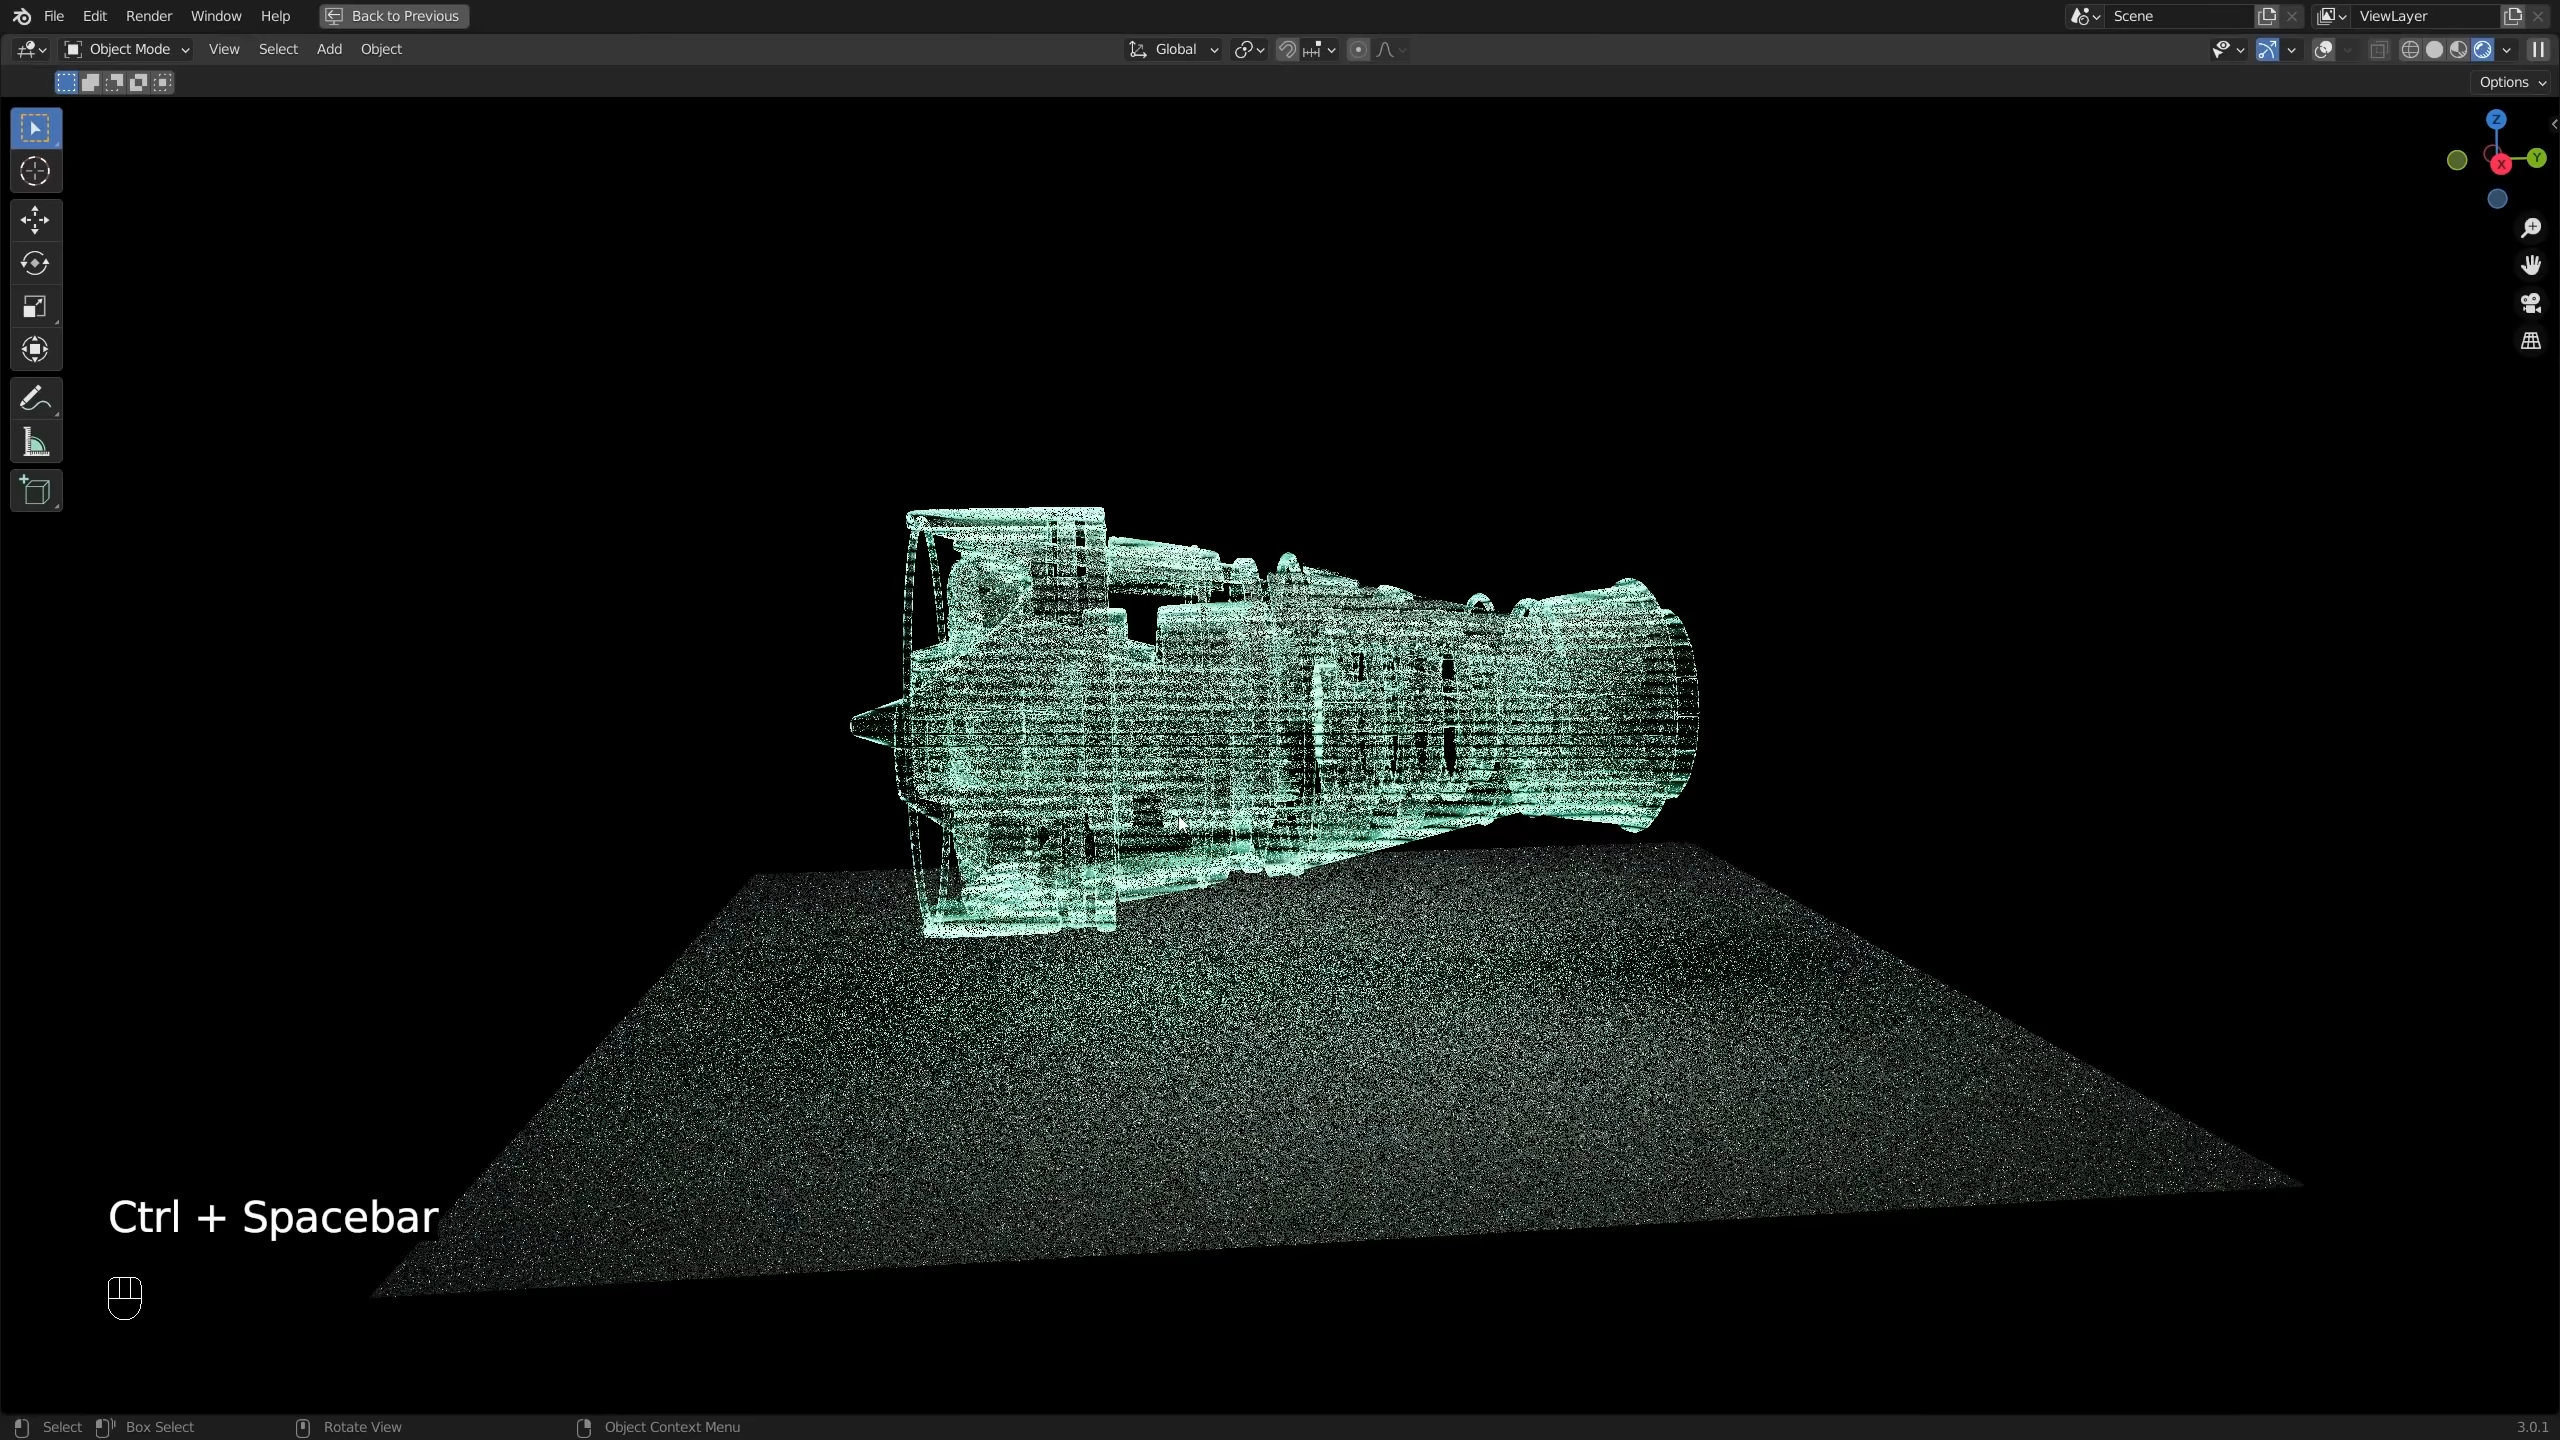 File Edit Render Window Help Back to Previous Scene ViewLayer
Object Mode View Select Add Object Global
Options
Z
Y
X
Ctrl + Spacebar
Select Box Select Rotate View Object Context Menu 3.0.1